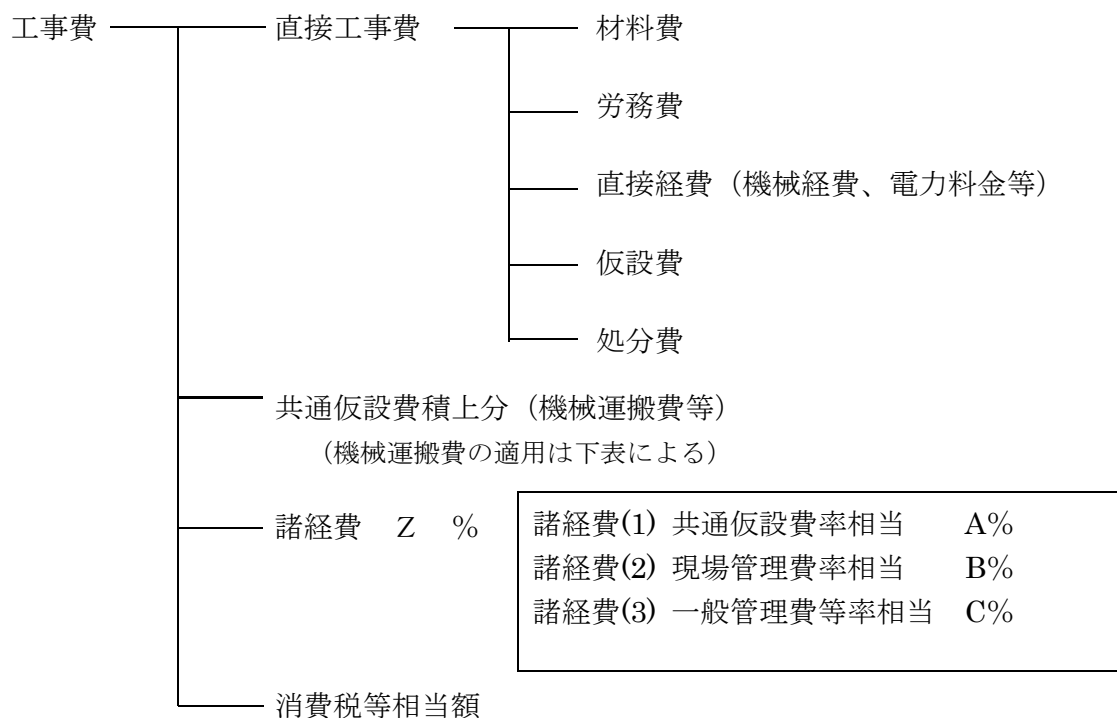 工事費 直接工事費 材料費
労務費
直接経費（機械経費、電力料金等）
仮設費
処分費
共通仮設費積上分（機械運搬費等）
（機械運搬費の適用は下表による）
諸経費 Z %
諸経費(1) 共通仮設費率相当 A%
諸経費(2) 現場管理費率相当 B%
諸経費(3) 一般管理費等率相当 C%
消費税等相当額